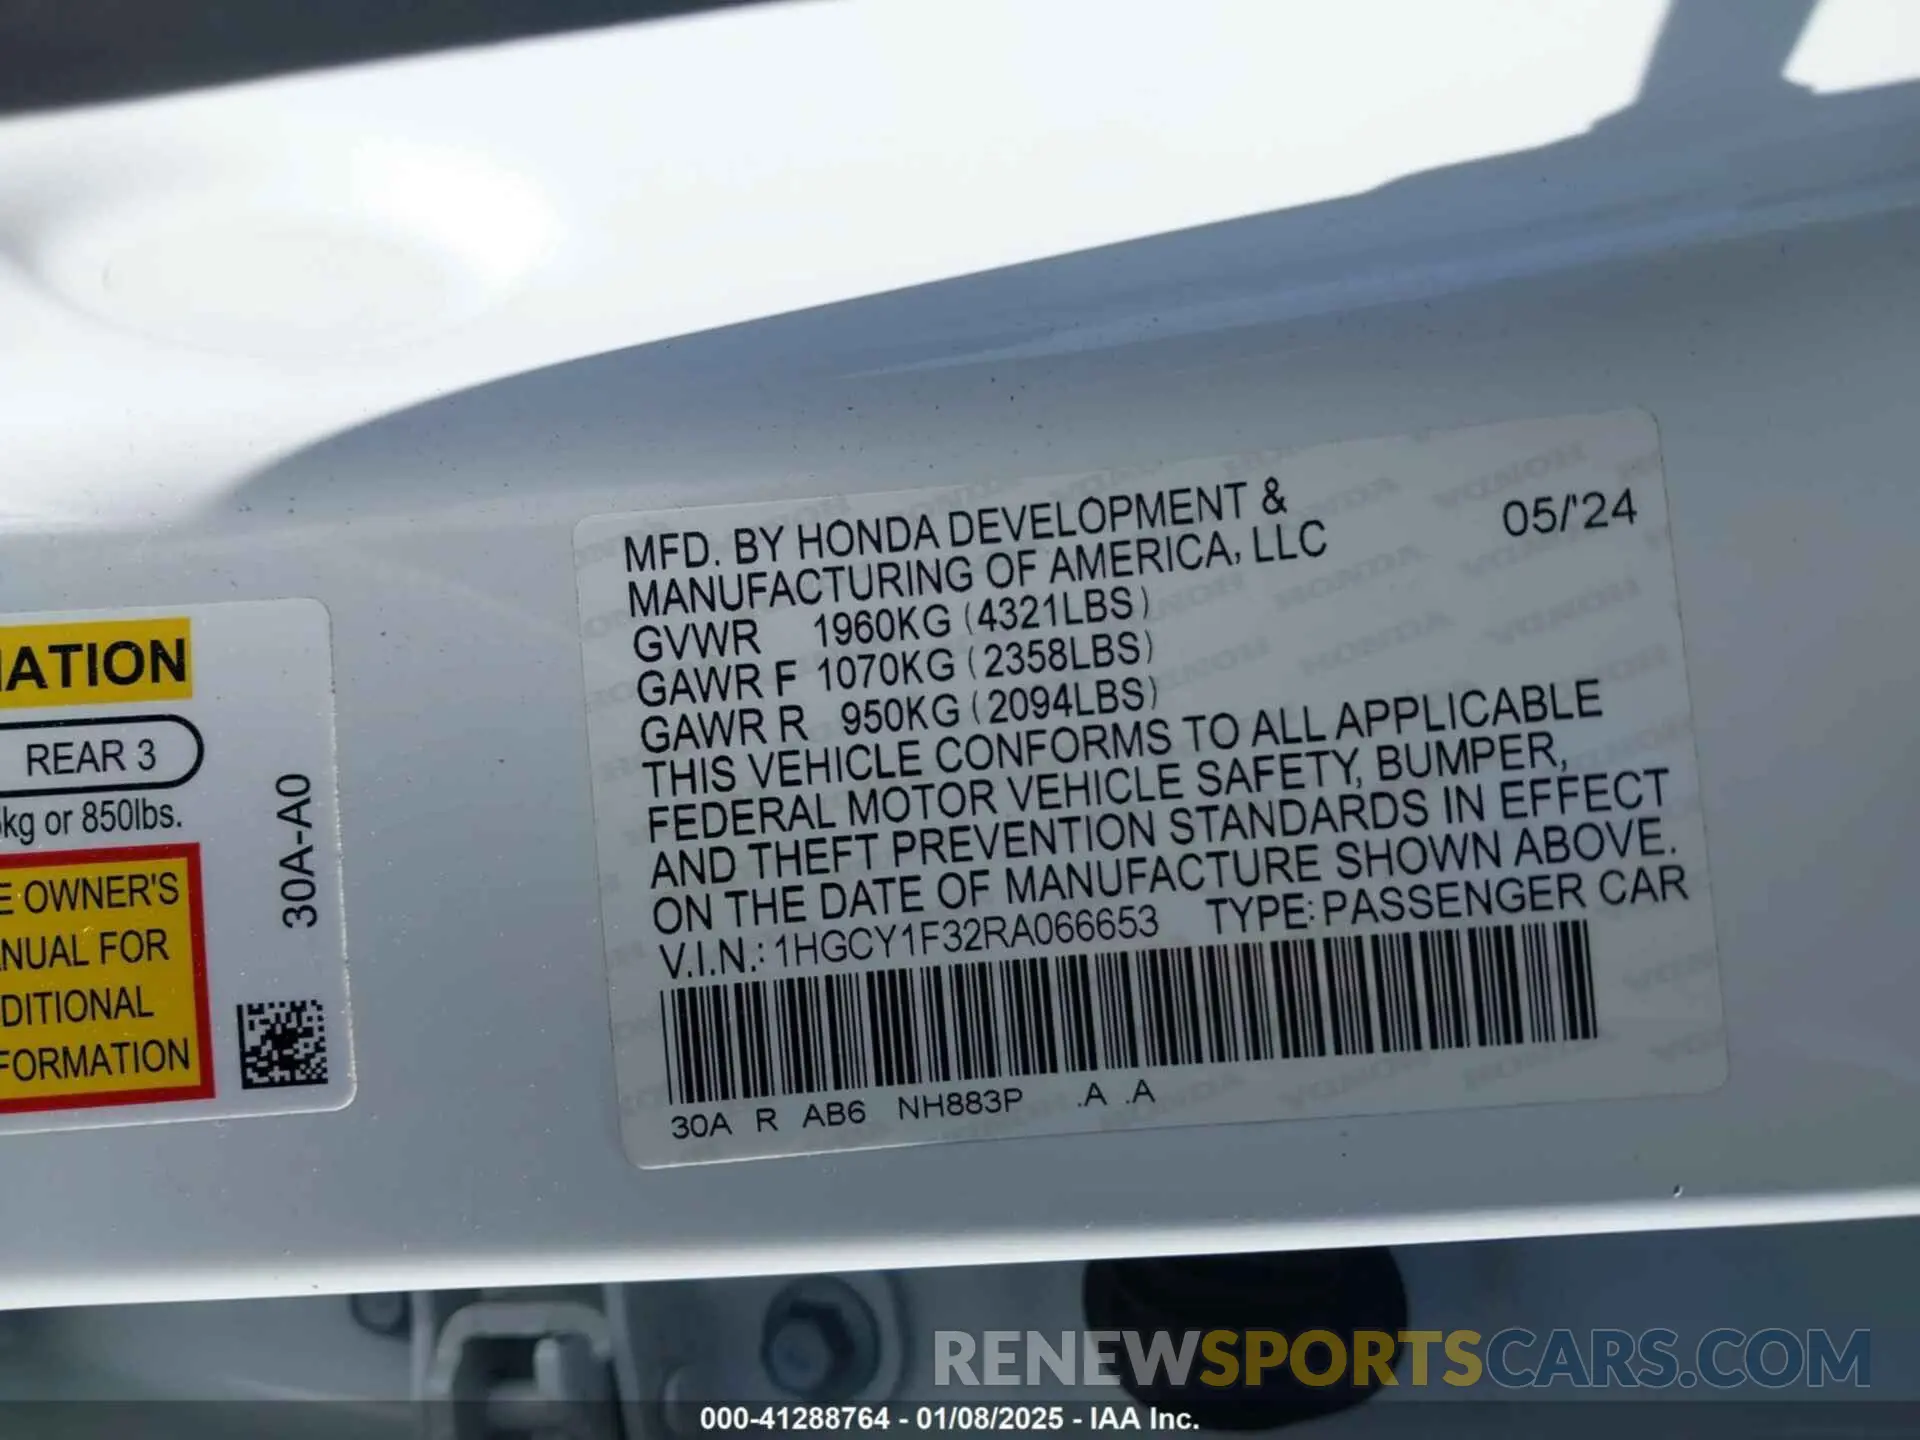 MATION
REAR 3
kg or 850lbs.
E OWNER'S
NUAL FOR
DITIONAL
FORMATION
30A-A0
MFD. BY HONDA DEVELOPMENT &
MANUFACTURING OF AMERICA, LLC 05/'24
GVWR 1960KG (4321LBS)
GAWR F 1070KG (2358LBS)
GAWR R 950KG (2094LBS)
THIS VEHICLE CONFORMS TO ALL APPLICABLE
FEDERAL MOTOR VEHICLE SAFETY, BUMPER,
AND THEFT PREVENTION STANDARDS IN EFFECT
ON THE DATE OF MANUFACTURE SHOWN ABOVE.
V.I.N.: 1HGCY1F32RA066653 TYPE: PASSENGER CAR
30A R AB6 NH883P .A .A
RENEWSPORTSCARS.COM
000-41288764 - 01/08/2025 - IAA Inc.